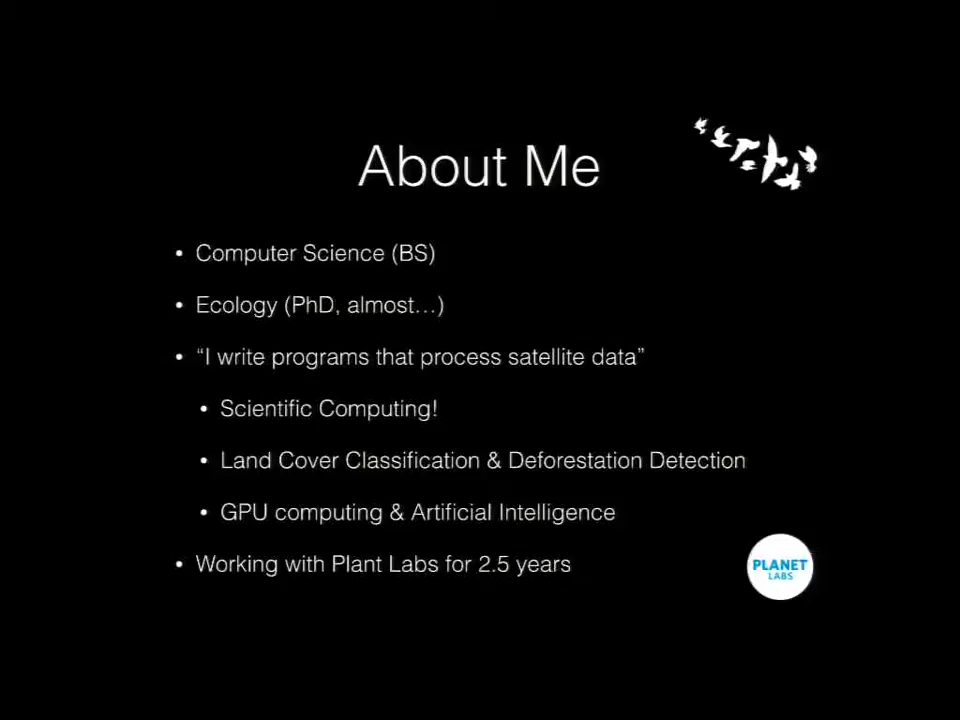 About Me
• Computer Science (BS)
• Ecology (PhD, almost...)
• “I write programs that process satellite data”
• Scientific Computing!
• Land Cover Classification & Deforestation Detection
• GPU computing & Artificial Intelligence
• Working with Plant Labs for 2.5 years
PLANET
LABS